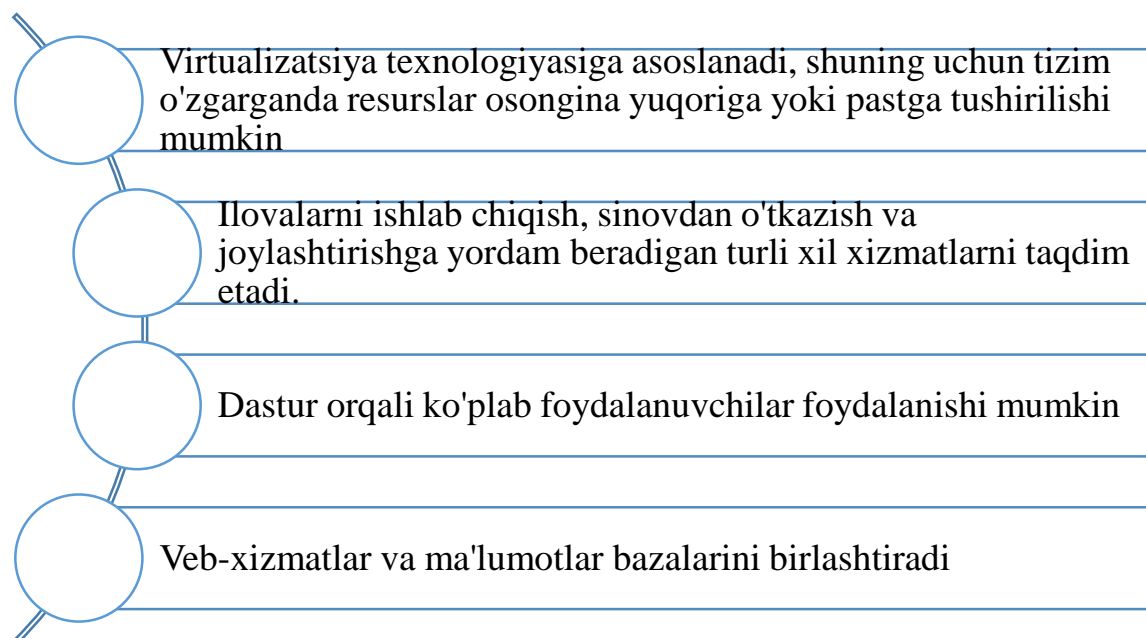 Virtualizatsiya texnologiyasiga asoslanadi, shuning uchun tizim
o'zgarganda resurslar osongina yuqoriga yoki pastga tushirilishi
mumkin
Ilovalarni ishlab chiqish, sinovdan o'tkazish va
joylashtirishga yordam beradigan turli xil xizmatlarni taqdim
etadi.
Dastur orqali ko'plab foydalanuvchilar foydalanishi mumkin
Veb-xizmatlar va ma'lumotlar bazalarini birlashtiradi